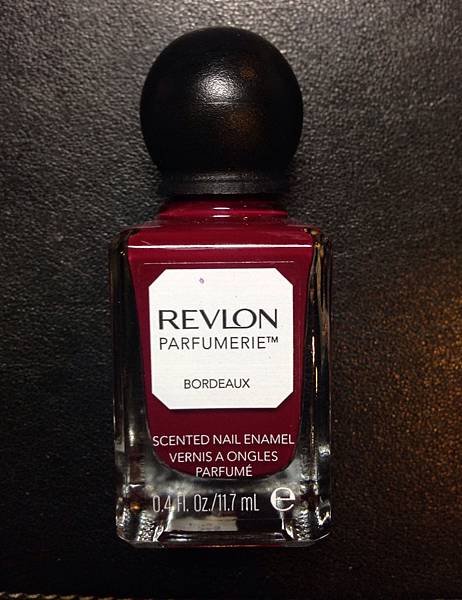 REVLON
PARFUMERIE™
BORDEAUX
SCENTED NAIL ENAMEL
VERNIS A ONGLES
PARFUMÉ
0.4 fl. Oz./11.7 mL ℮